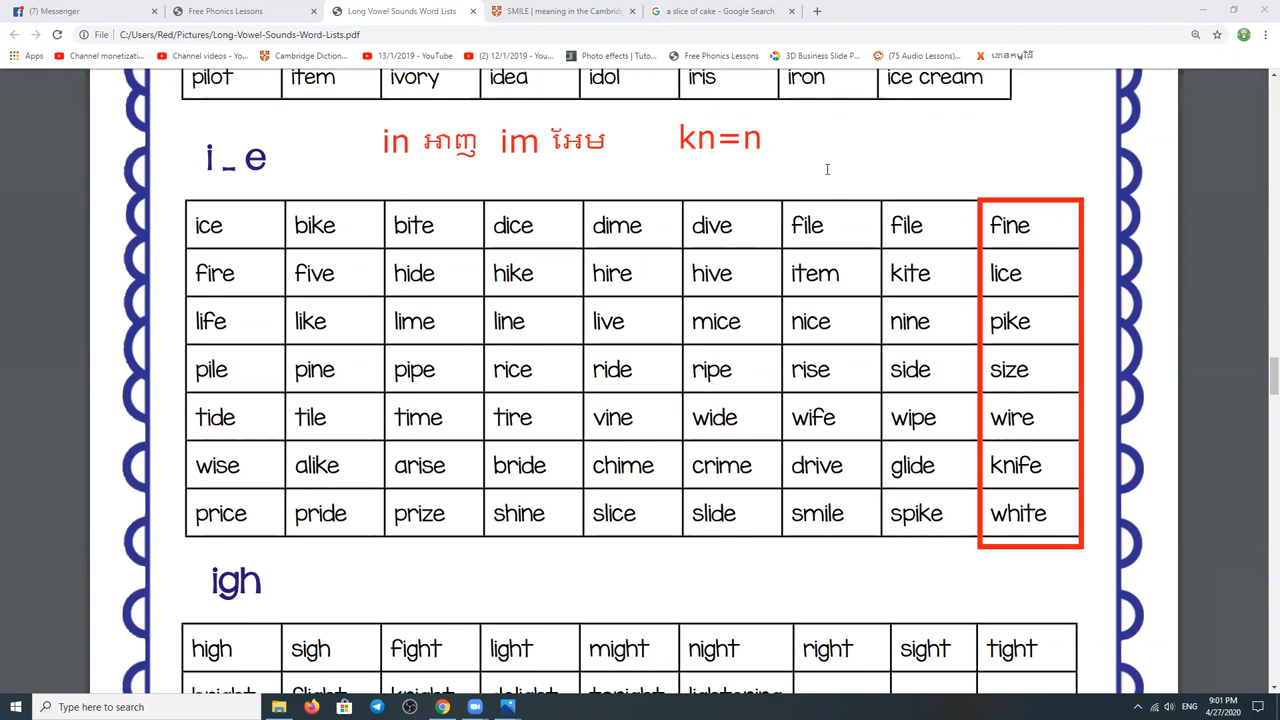 (7) Messenger Free Phonics Lessons Long Vowel Sounds Word Lists SMILE | meaning in the Cambrid a slice of cake - Google Search
File C:/Users/Red/Pictures/Long-Vowel-Sounds-Word-Lists.pdf
Apps Channel monetizati... Channel videos - Yo... Cambridge Dictionar... 13/1/2019 - YouTube (2) 12/1/2019 - You... Photo effects | Tuto... Free Phonics Lessons 3D Business Slide P... (75 Audio Lessons)...
pilot item ivory idea idol iris iron ice cream
in អាញ im អែម kn=n
i_e
ice bike bite dice dime dive file file fine
fire five hide hike hire hive item kite lice
life like lime line live mice nice nine pike
pile pine pipe rice ride ripe rise side size
tide tile time tire vine wide wife wipe wire
wise alike arise bride chime crime drive glide knife
price pride prize shine slice slide smile spike white
igh
high sigh fight light might night right sight tight
Type here to search
ENG
9:01 PM
4/27/2020